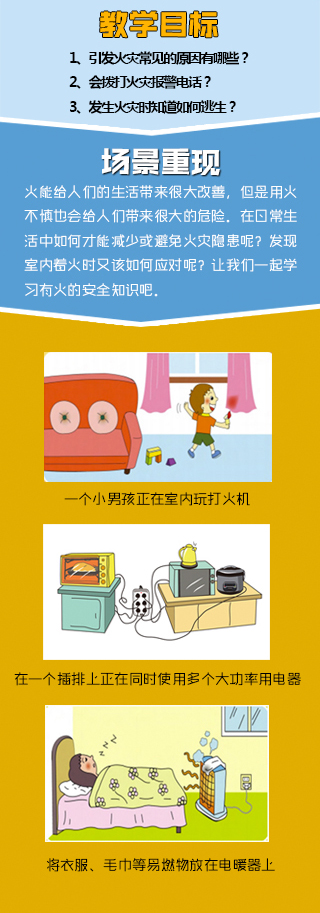 教学目标
1、引发火灾常见的原因有哪些？
2、会拨打火灾报警电话？
3、发生火灾时知道如何逃生？
场景重现
火能给人们的生活带来很大改善，但是用火
不慎也会给人们带来很大的危险。在日常生
活中如何才能减少或避免火灾隐患呢？发现
室内着火时又该如何应对呢？让我们一起学
习有火的安全知识吧。
一个小男孩正在室内玩打火机
在一个插排上正在同时使用多个大功率用电器
将衣服、毛巾等易燃物放在电暖器上